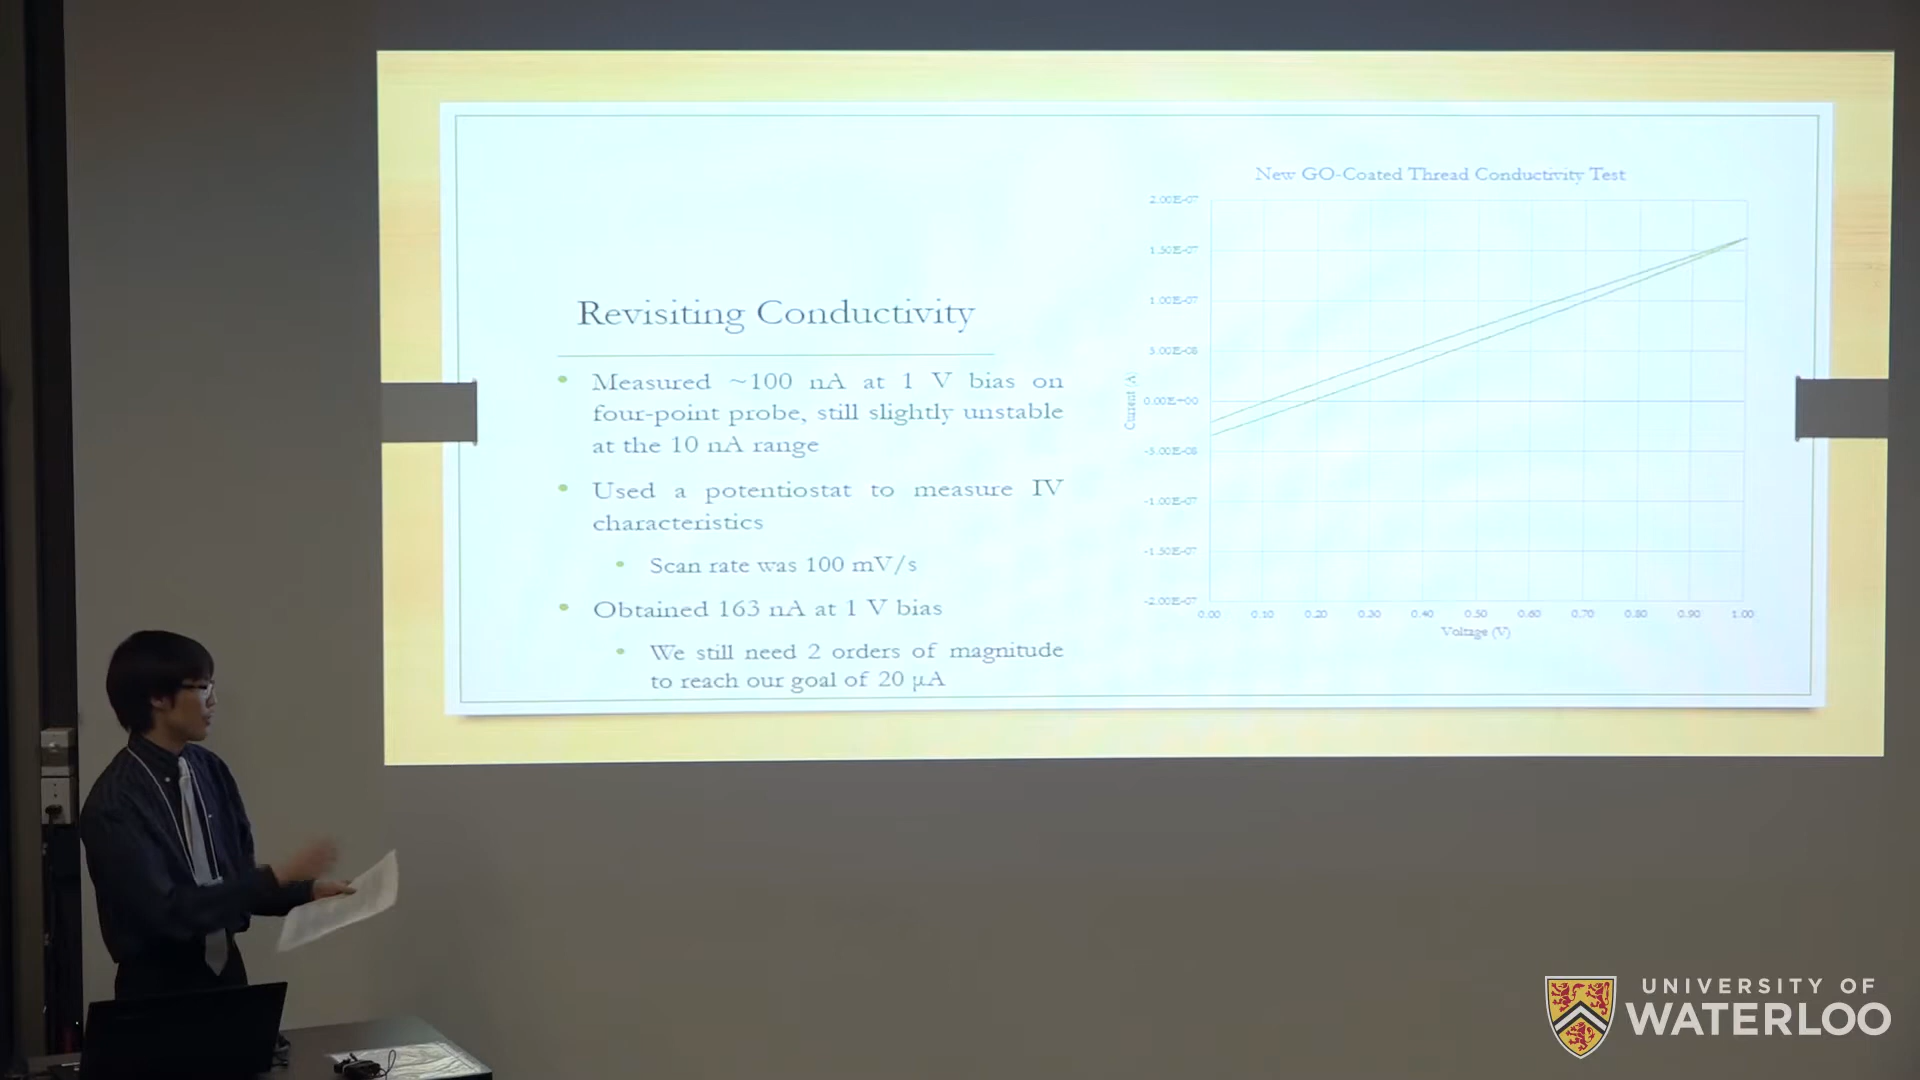 Revisiting Conductivity
Measured ~100 nA at 1 V bias on
four-point probe, still slightly unstable
at the 10 nA range
Used a potentiostat to measure IV
characteristics
Scan rate was 100 mV/s
Obtained 163 nA at 1 V bias
We still need 2 orders of magnitude
to reach our goal of 20 µA
New GO-Coated Thread Conductivity Test
2.00E-07
1.50E-07
1.00E-07
5.00E-08
0.00E+00
-5.00E-08
-1.00E-07
-1.50E-07
-2.00E-07
Current (A)
0.00 0.10 0.20 0.30 0.40 0.50 0.60 0.70 0.80 0.90 1.00
Voltage (V)
UNIVERSITY OF
WATERLOO